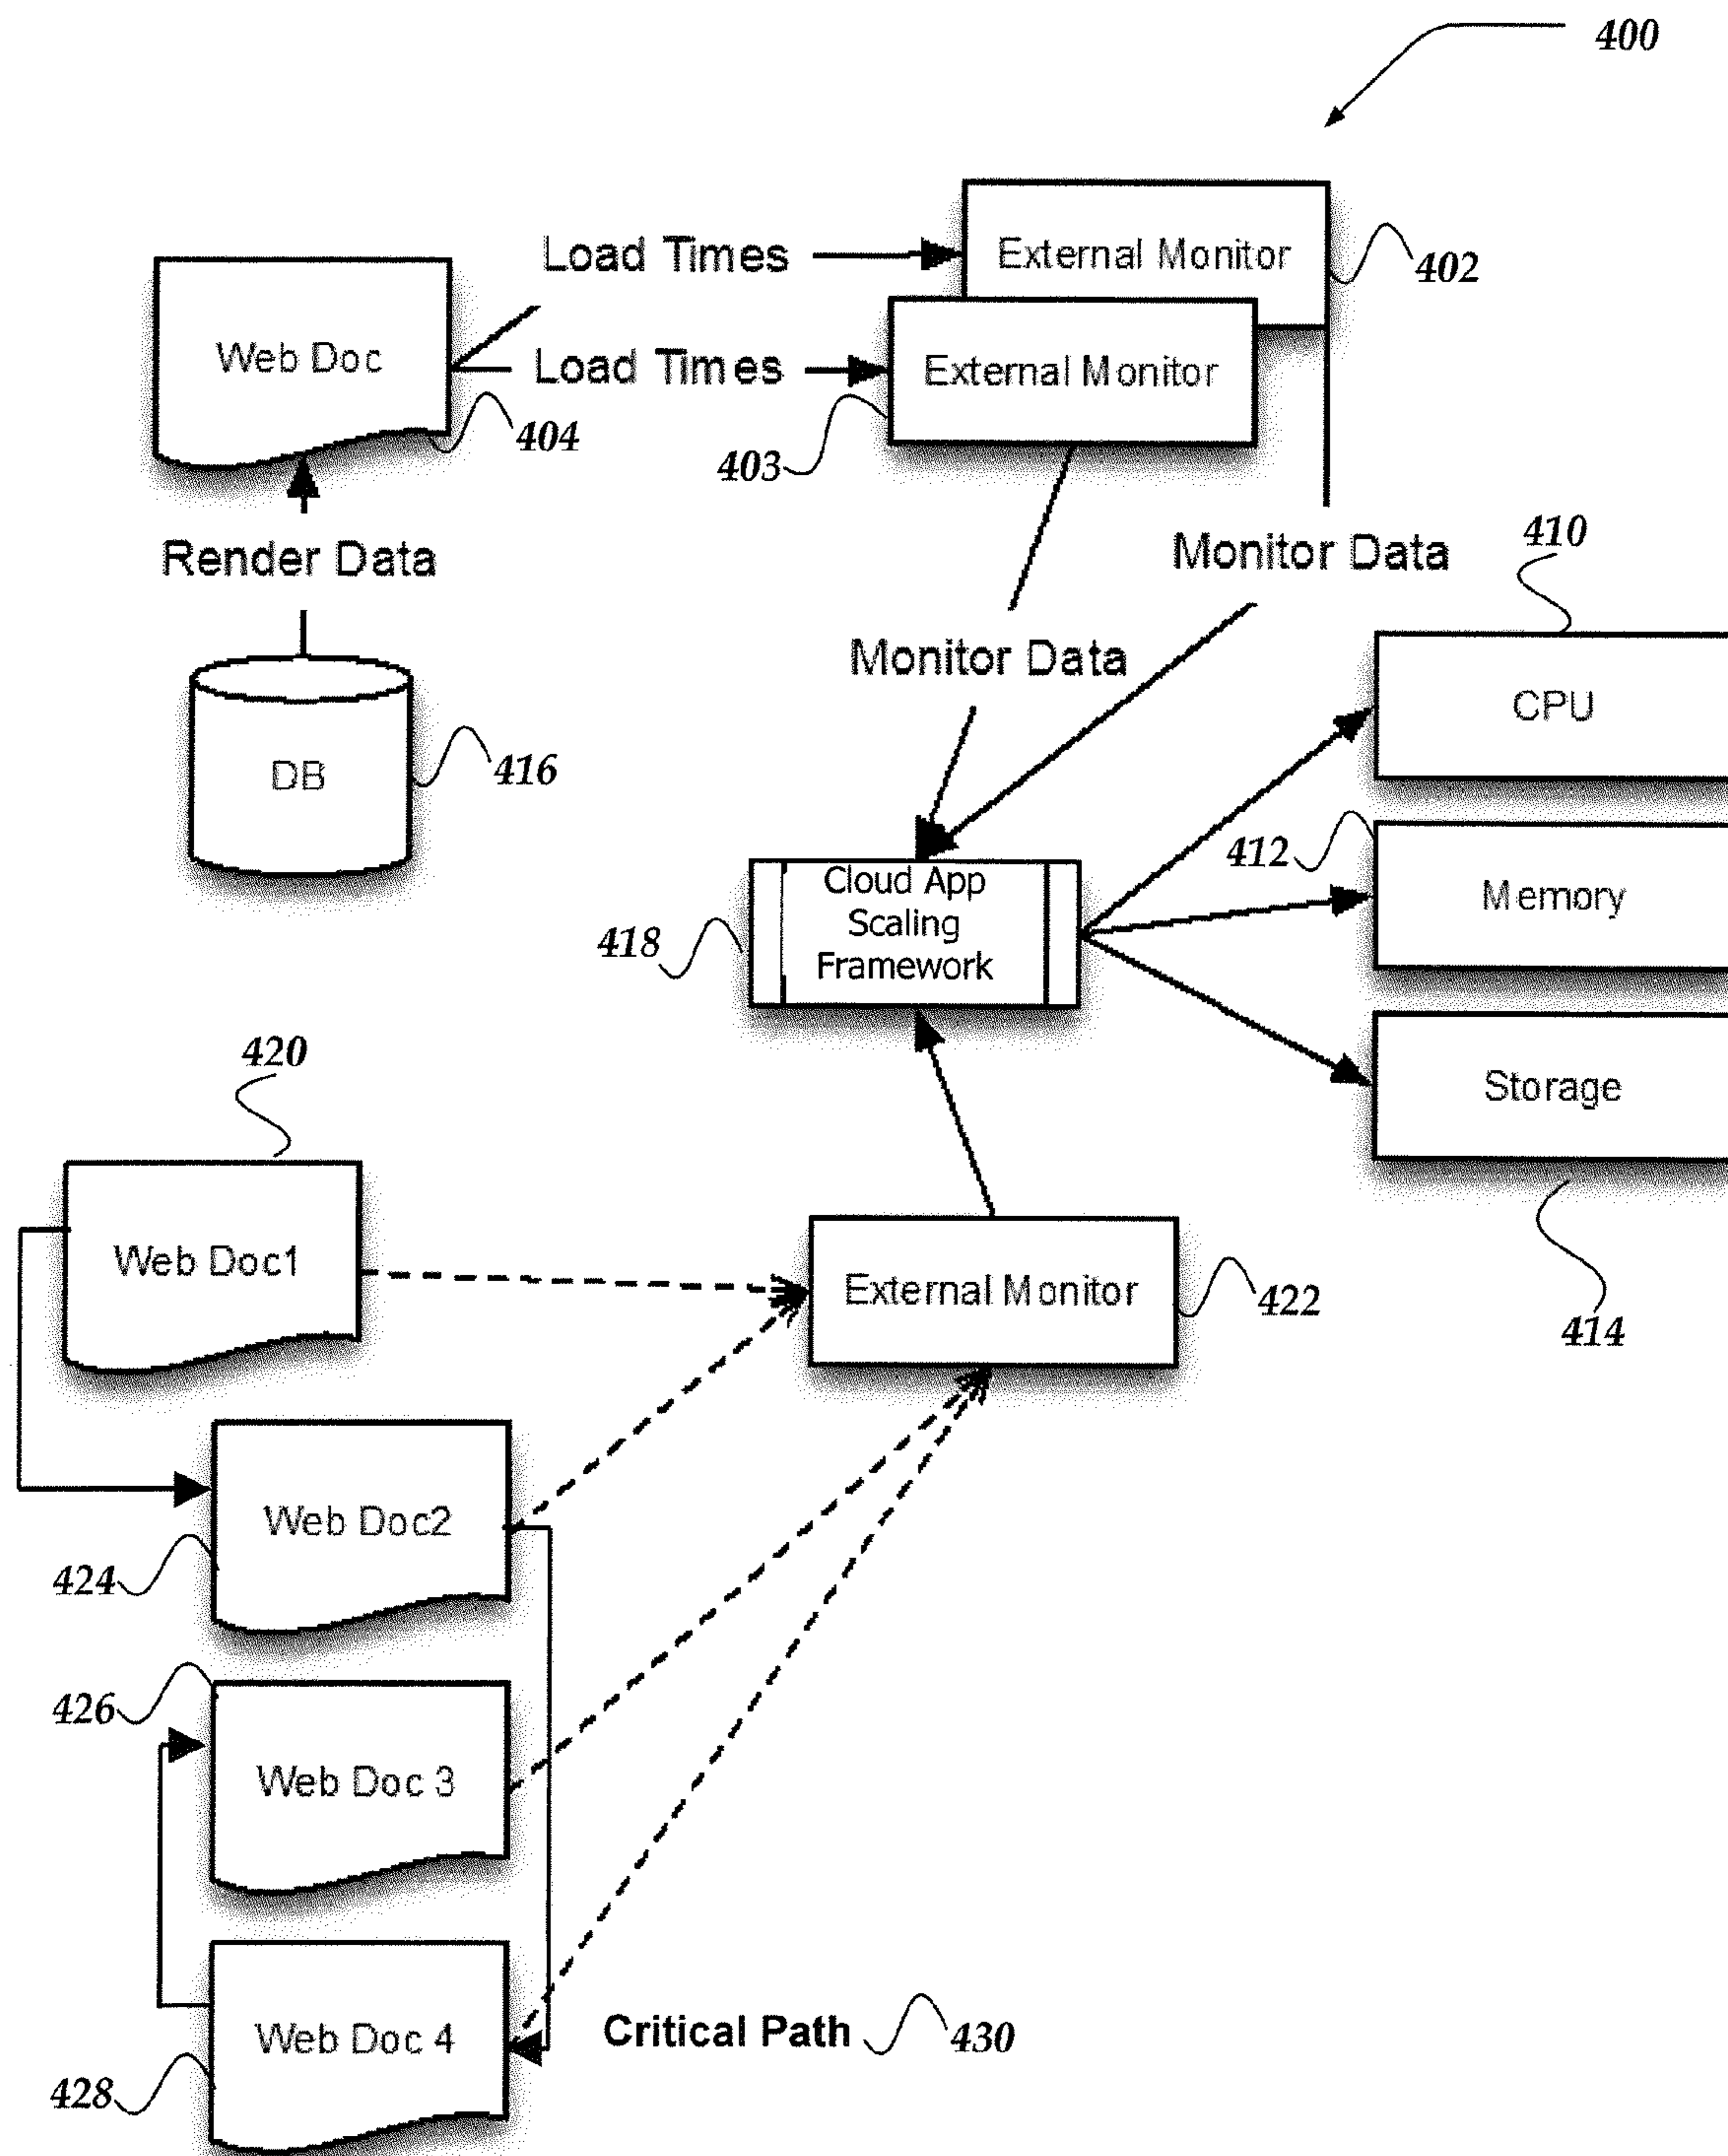 400
Load Times
External Monitor
402
Web Doc
Load Times
External Monitor
404
403
Render Data
Monitor Data
410
Monitor Data
CPU
DB
416
412
Memory
Cloud App
Scaling
Framework
418
Storage
420
414
Web Doc1
External Monitor
422
Web Doc2
424
426
Web Doc 3
Web Doc 4
Critical Path
430
428